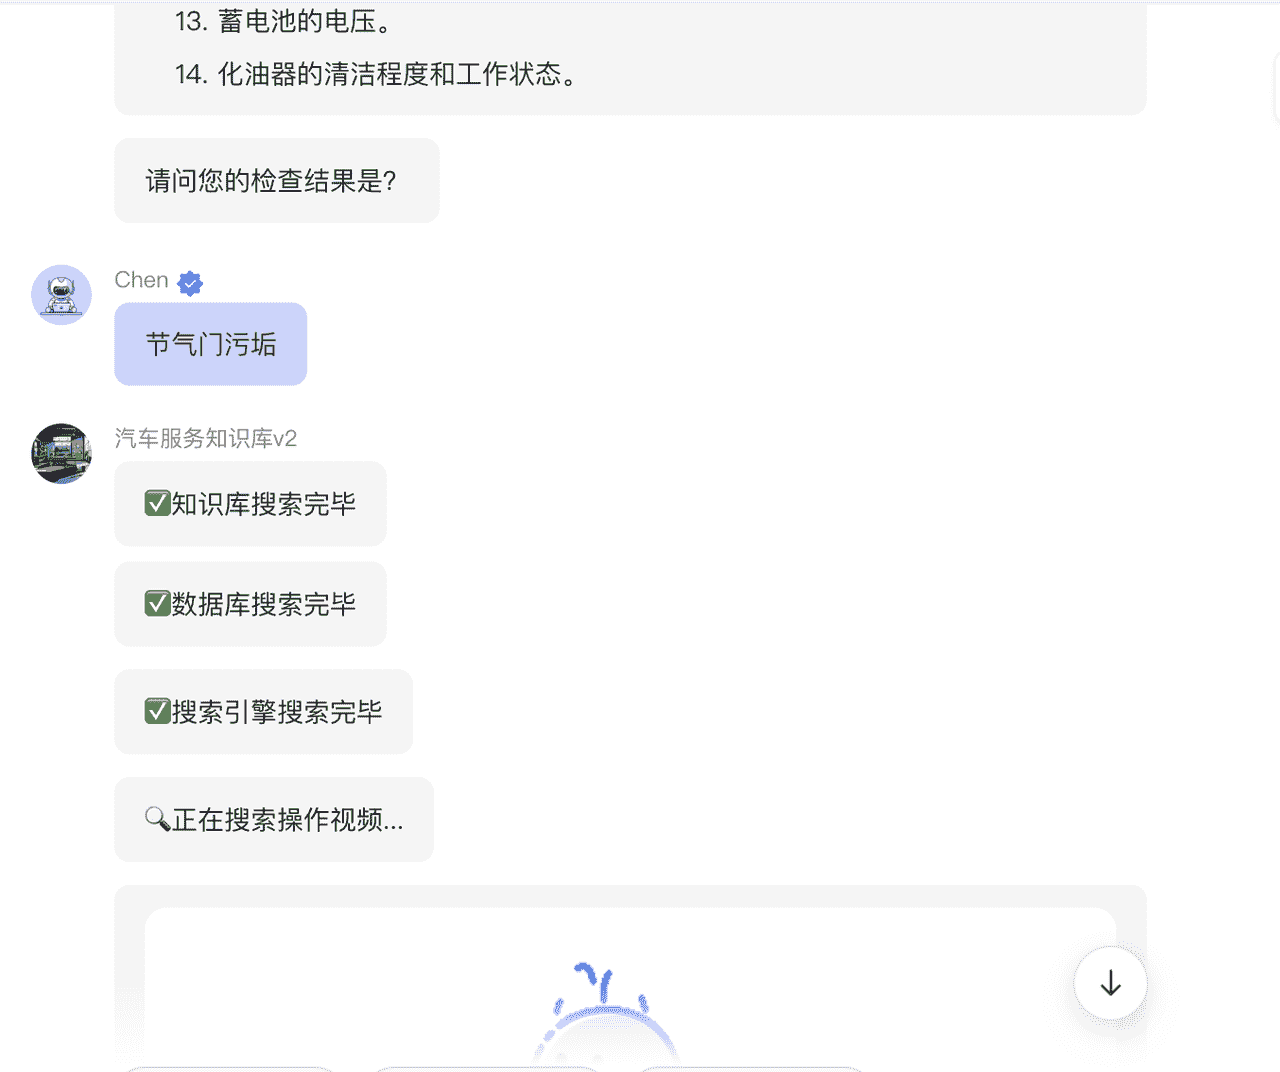 13. 蓄电池的电压。
14. 化油器的清洁程度和工作状态。
请问您的检查结果是?
Chen
节气门污垢
汽车服务知识库v2
✅知识库搜索完毕
✅数据库搜索完毕
✅搜索引擎搜索完毕
🔍正在搜索操作视频...